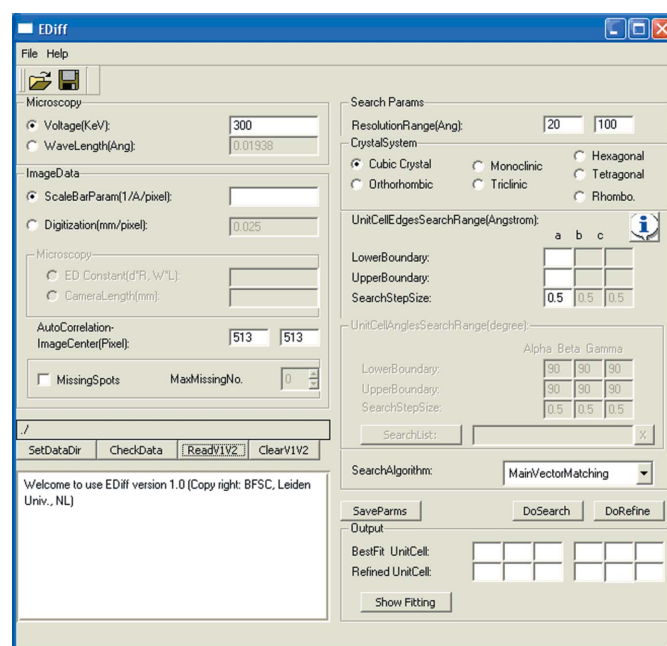 EDiff
File Help
Microscopy
Voltage(KeV): 300
WaveLength(Ang): 0.01938
ImageData
ScaleBarParam(1/A/pixel):
Digitization(mm/pixel): 0.025
Microscopy
ED Constant(d*R, W*L):
CameraLength(mm):
AutoCorrelation-
ImageCenter(Pixel): 513 513
MissingSpots MaxMissingNo. 0
./
SetDataDir CheckData ReadV1V2 ClearV1V2
Welcome to use EDiff version 1.0 (Copy right: BFSC, Leiden
Univ., NL)
Search Params
ResolutionRange(Ang): 20 100
CrystalSystem
Cubic Crystal Monoclinic Hexagonal
Orthorhombic Triclinic Tetragonal
Rhombo.
UnitCellEdgesSearchRange(Angstrom):
a b c
LowerBoundary:
UpperBoundary:
SearchStepSize: 0.5 0.5 0.5
UnitCellAnglesSearchRange(degree):
Alpha Beta Gamma
LowerBoundary: 90 90 90
UpperBoundary: 90 90 90
SearchStepSize: 0.5 0.5 0.5
SearchList: X
SearchAlgorithm: MainVectorMatching
SaveParms DoSearch DoRefine
Output
BestFit UnitCell:
Refined UnitCell:
Show Fitting